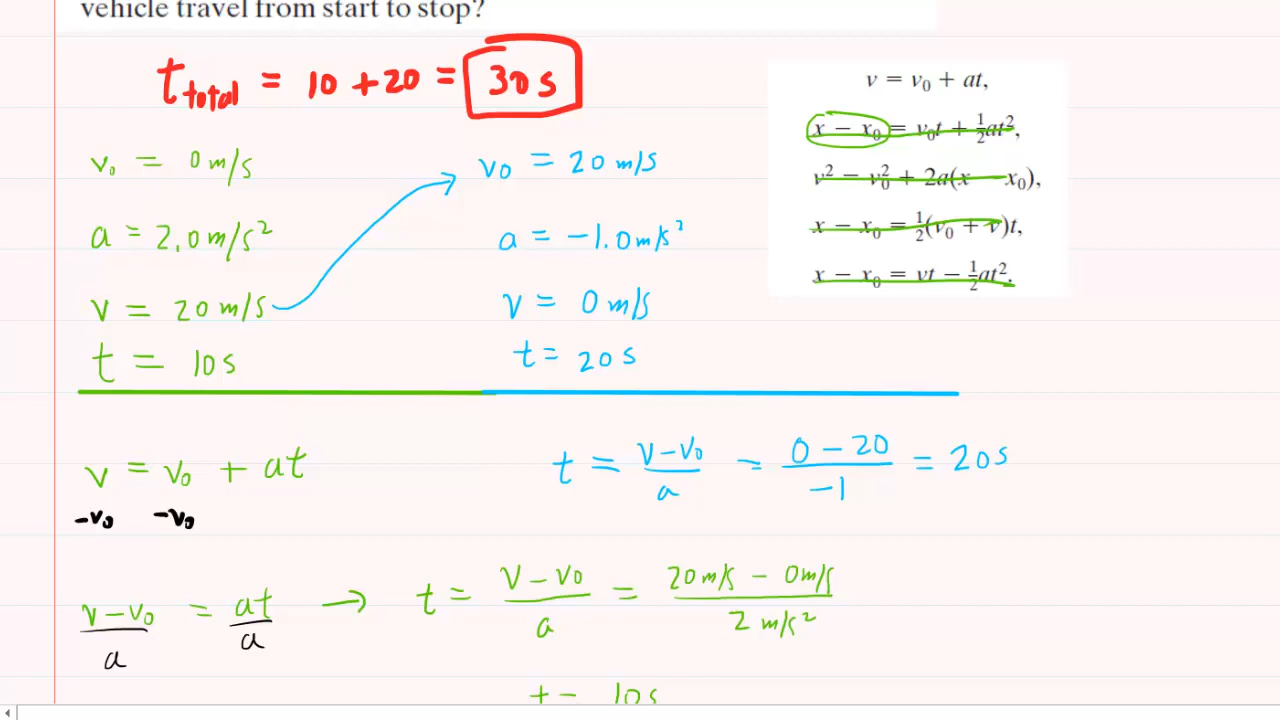 vehicle travel from start to stop?
t total = 10 + 20 = 30 s
v = v₀ + at,
x − x₀ = v₀t + ½at²,
v² = v₀² + 2a(x − x₀),
x − x₀ = ½(v₀ + v)t,
x − x₀ = vt − ½at².
v₀ = 0 m/s
a = 2.0 m/s²
v = 20 m/s
t = 10 s
v₀ = 20 m/s
a = −1.0 m/s²
v = 0 m/s
t = 20 s
v = v₀ + at
−v₀ −v₀
t = (v − v₀)/a = (0 − 20)/−1 = 20 s
(v − v₀)/a = at/a → t = (v − v₀)/a = (20 m/s − 0 m/s)/2 m/s²
10s